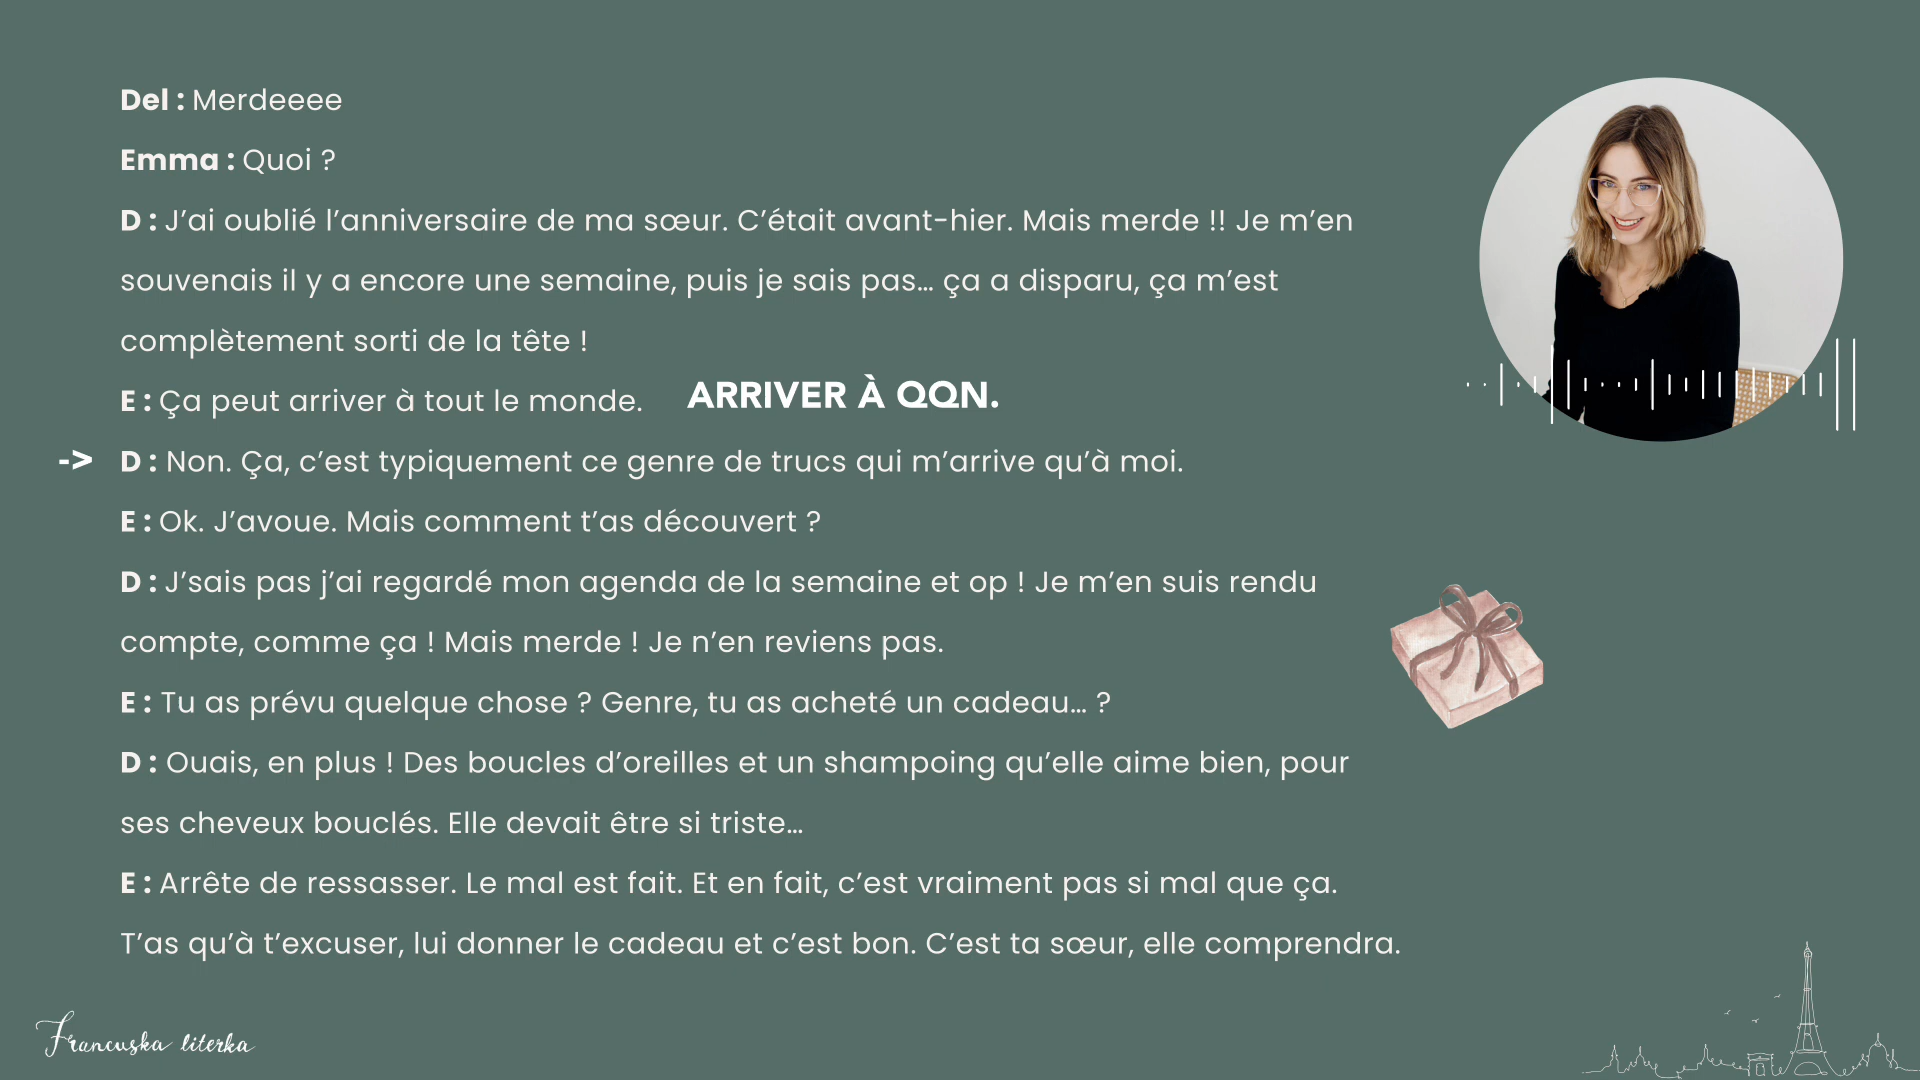 Del : Merdeeee
Emma : Quoi ?
D : J’ai oublié l’anniversaire de ma sœur. C’était avant-hier. Mais merde !! Je m’en
souvenais il y a encore une semaine, puis je sais pas… ça a disparu, ça m’est
complètement sorti de la tête !
E : Ça peut arriver à tout le monde. ARRIVER À QQN.
-> D : Non. Ça, c’est typiquement ce genre de trucs qui m’arrive qu’à moi.
E : Ok. J’avoue. Mais comment t’as découvert ?
D : J’sais pas j’ai regardé mon agenda de la semaine et op ! Je m’en suis rendu
compte, comme ça ! Mais merde ! Je n’en reviens pas.
E : Tu as prévu quelque chose ? Genre, tu as acheté un cadeau… ?
D : Ouais, en plus ! Des boucles d’oreilles et un shampoing qu’elle aime bien, pour
ses cheveux bouclés. Elle devait être si triste…
E : Arrête de ressasser. Le mal est fait. Et en fait, c’est vraiment pas si mal que ça.
T’as qu’à t’excuser, lui donner le cadeau et c’est bon. C’est ta sœur, elle comprendra.
Francuska literka